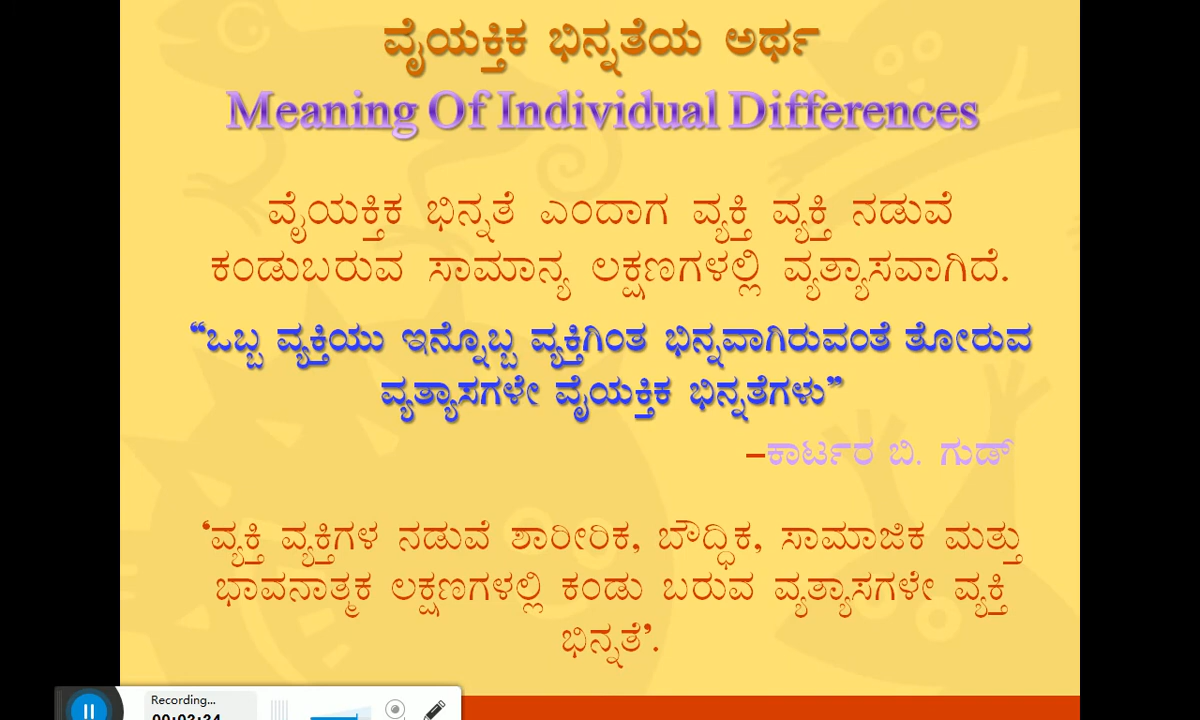 ವೈಯಕ್ತಿಕ ಭಿನ್ನತೆಯ ಅರ್ಥ
Meaning Of Individual Differences
ವೈಯಕ್ತಿಕ ಭಿನ್ನತೆ ಎಂದಾಗ ವ್ಯಕ್ತಿ ವ್ಯಕ್ತಿ ನಡುವೆ
ಕಂಡುಬರುವ ಸಾಮಾನ್ಯ ಲಕ್ಷಣಗಳಲ್ಲಿ ವ್ಯತ್ಯಾಸವಾಗಿದೆ.
“ಒಬ್ಬ ವ್ಯಕ್ತಿಯು ಇನ್ನೊಬ್ಬ ವ್ಯಕ್ತಿಗಿಂತ ಭಿನ್ನವಾಗಿರುವಂತೆ ತೋರುವ
ವ್ಯತ್ಯಾಸಗಳೇ ವೈಯಕ್ತಿಕ ಭಿನ್ನತೆಗಳು”
–ಕಾರ್ಟರ ಬಿ. ಗುಡ್
‘ವ್ಯಕ್ತಿ ವ್ಯಕ್ತಿಗಳ ನಡುವೆ ಶಾರೀರಿಕ, ಬೌದ್ಧಿಕ, ಸಾಮಾಜಿಕ ಮತ್ತು
ಭಾವನಾತ್ಮಕ ಲಕ್ಷಣಗಳಲ್ಲಿ ಕಂಡು ಬರುವ ವ್ಯತ್ಯಾಸಗಳೇ ವ್ಯಕ್ತಿ
ಭಿನ್ನತೆ’.
Recording...